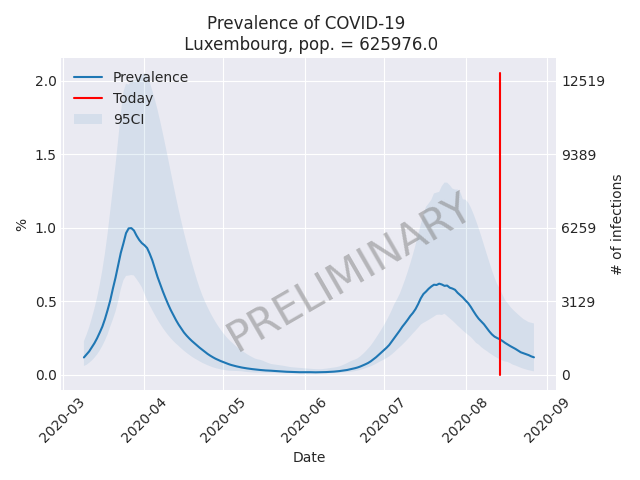 Prevalence of COVID-19
Luxembourg, pop. = 625976.0
Prevalence
Today
95CI
PRELIMINARY
%
2.0
1.5
1.0
0.5
0.0
12519
9389
6259
3129
0
# of infections
2020-03
2020-04
2020-05
2020-06
2020-07
2020-08
2020-09
Date